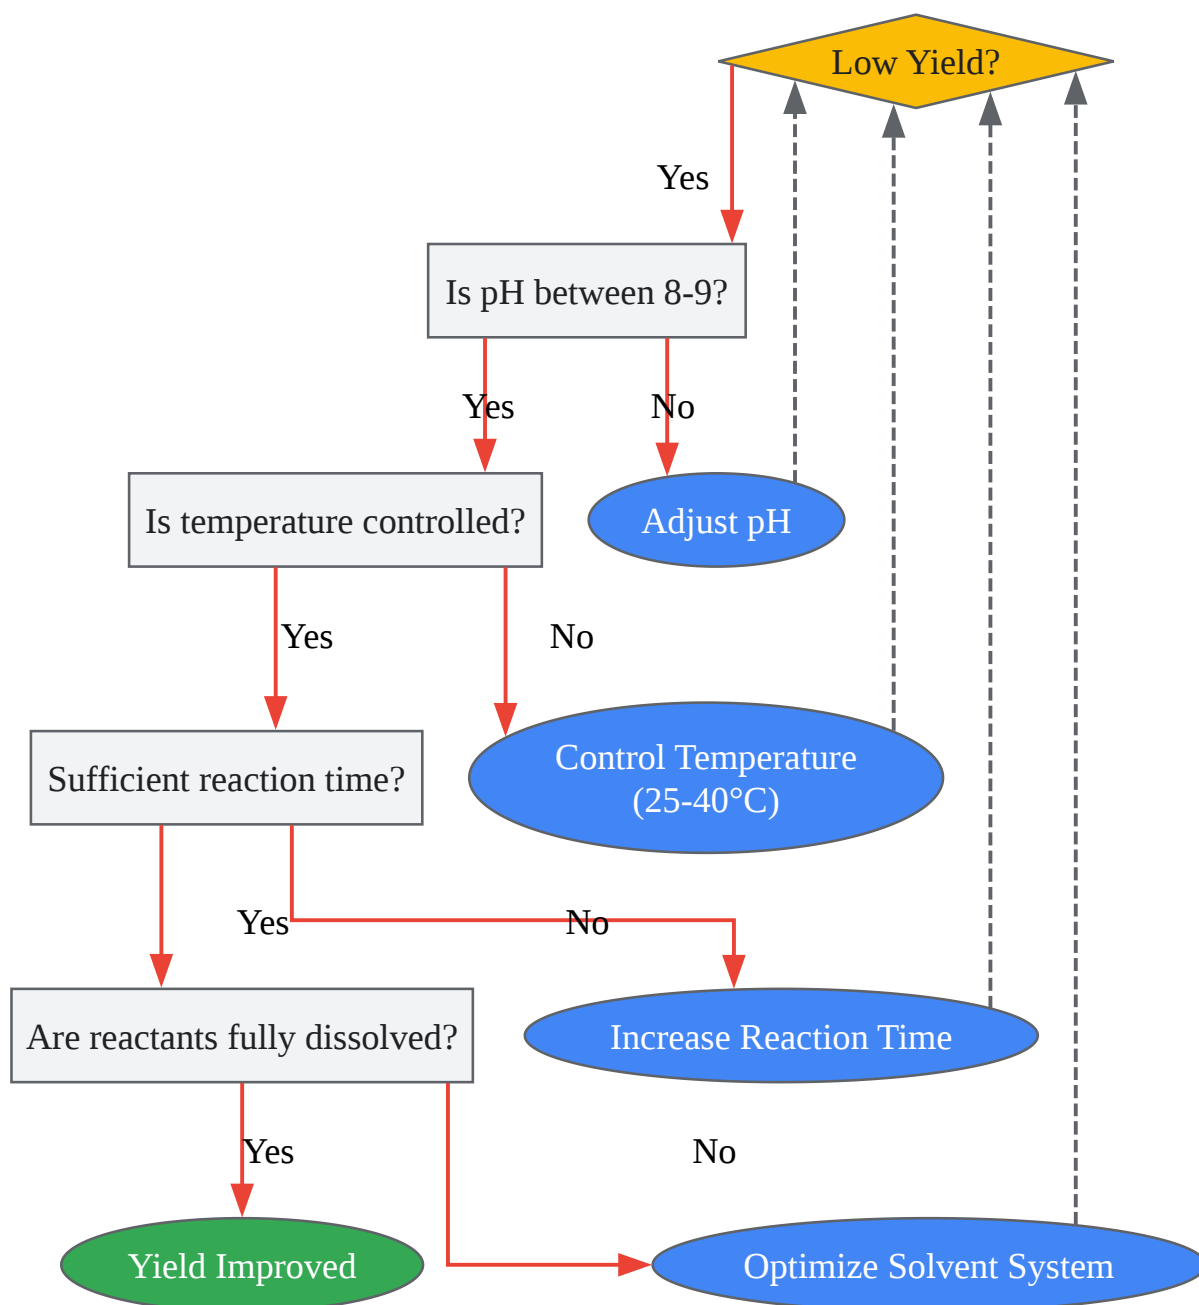 Low Yield?
Yes
Is pH between 8-9?
Yes
No
Is temperature controlled?
Adjust pH
Yes
No
Sufficient reaction time?
Control Temperature
(25-40°C)
Yes
No
Are reactants fully dissolved?
Increase Reaction Time
Yes
No
Yield Improved
Optimize Solvent System